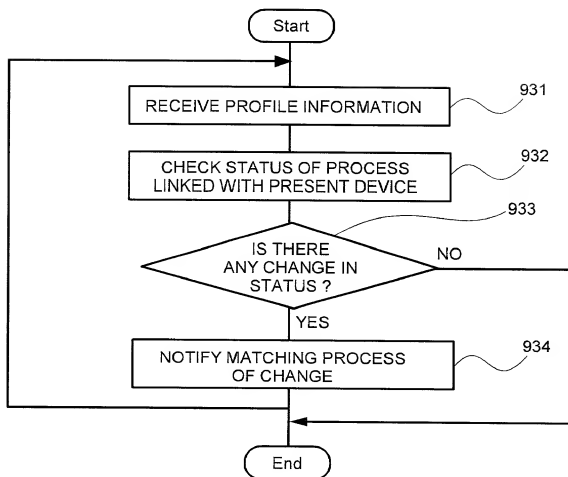 Start
RECEIVE PROFILE INFORMATION
931
CHECK STATUS OF PROCESS
LINKED WITH PRESENT DEVICE
932
933
IS THERE
ANY CHANGE IN
STATUS ?
NO
YES
NOTIFY MATCHING PROCESS
OF CHANGE
934
End